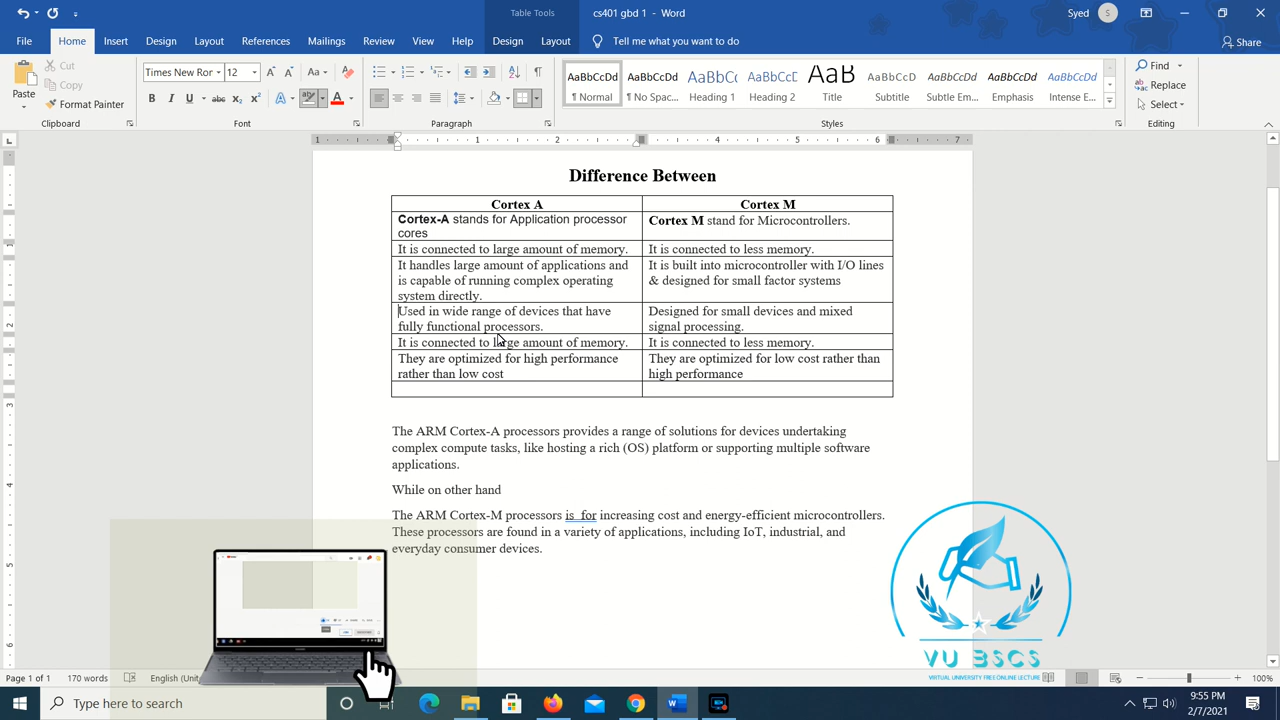 Syed
File Home Insert Design Layout References Mailings Review View Help Design Layout Tell me what you want to do Share
Cut
Copy
Paste
Format Painter
Clipboard
Times New Ror 12
Font
Paragraph
AaBbCcDd AaBbCcDd AaBbC AaBbCcD AaB AaBbCcDd AaBbCcDd AaBbCcDd AaBbCcDd
¶ Normal ¶ No Spac... Heading 1 Heading 2 Title Subtitle Subtle Em... Emphasis Intense E...
Styles
Find
Replace
Select
Editing
Difference Between
Cortex A Cortex M
Cortex-A stands for Application processor
cores
Cortex M stand for Microcontrollers.
It is connected to large amount of memory. It is connected to less memory.
It handles large amount of applications and
is capable of running complex operating
system directly.
It is built into microcontroller with I/O lines
& designed for small factor systems
Used in wide range of devices that have
fully functional processors.
Designed for small devices and mixed
signal processing.
It is connected to large amount of memory. It is connected to less memory.
They are optimized for high performance
rather than low cost
They are optimized for low cost rather than
high performance
The ARM Cortex-A processors provides a range of solutions for devices undertaking
complex compute tasks, like hosting a rich (OS) platform or supporting multiple software
applications.
While on other hand
The ARM Cortex-M processors is for increasing cost and energy-efficient microcontrollers.
These processors are found in a variety of applications, including IoT, industrial, and
everyday consumer devices.
VU BSCS
VIRTUAL UNIVERSITY FREE ONLINE LECTURE
Page 1 of 1 170 words English (Unit
100%
Type here to search
9:55 PM
2/7/2021